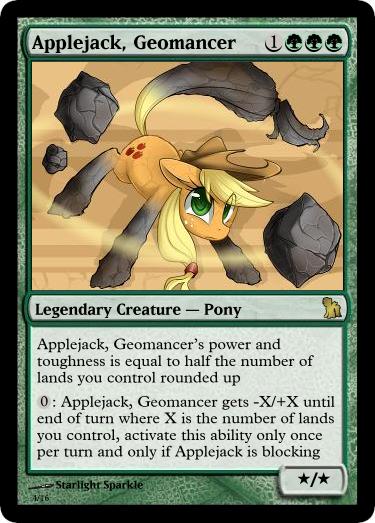 Applejack, Geomancer 1
Legendary Creature — Pony
Applejack, Geomancer's power and
toughness is equal to half the number of
lands you control rounded up
0 : Applejack, Geomancer gets -X/+X until
end of turn where X is the number of lands
you control, activate this ability only once
per turn and only if Applejack is blocking
★/★
Starlight Sparkle
1/16